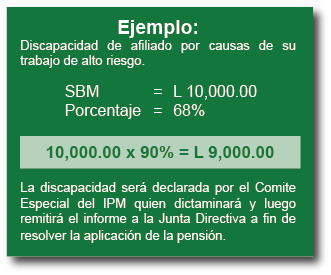 Ejemplo:
Discapacidad de afiliado por causas de su
trabajo de alto riesgo.
SBM = L 10,000.00
Porcentaje = 68%
10,000.00 x 90% = L 9,000.00
La discapacidad será declarada por el Comite
Especial del IPM quien dictaminará y luego
remitirá el informe a la Junta Directiva a fin de
resolver la aplicación de la pensión.